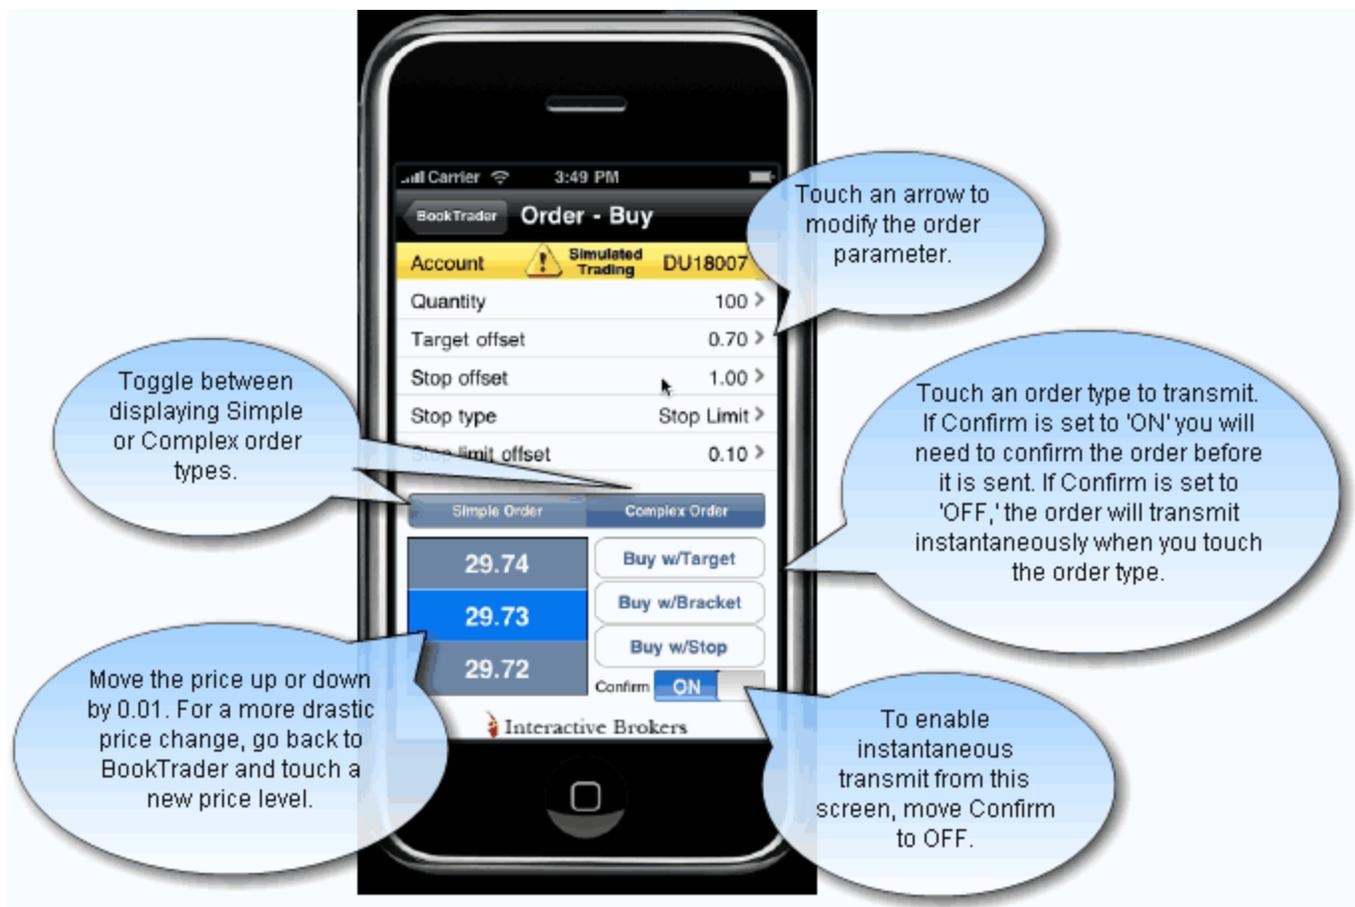 Carrier 3:49 PM
BookTrader Order - Buy
Account Simulated Trading DU18007
Quantity 100 >
Target offset 0.70 >
Stop offset 1.00 >
Stop type Stop Limit >
Stop limit offset 0.10 >
Simple Order Complex Order
29.74
29.73
29.72
Buy w/Target
Buy w/Bracket
Buy w/Stop
Confirm ON
Interactive Brokers
Touch an arrow to
modify the order
parameter.
Toggle between
displaying Simple
or Complex order
types.
Touch an order type to transmit.
If Confirm is set to 'ON' you will
need to confirm the order before
it is sent. If Confirm is set to
'OFF,' the order will transmit
instantaneously when you touch
the order type.
Move the price up or down
by 0.01. For a more drastic
price change, go back to
BookTrader and touch a
new price level.
To enable
instantaneous
transmit from this
screen, move Confirm
to OFF.